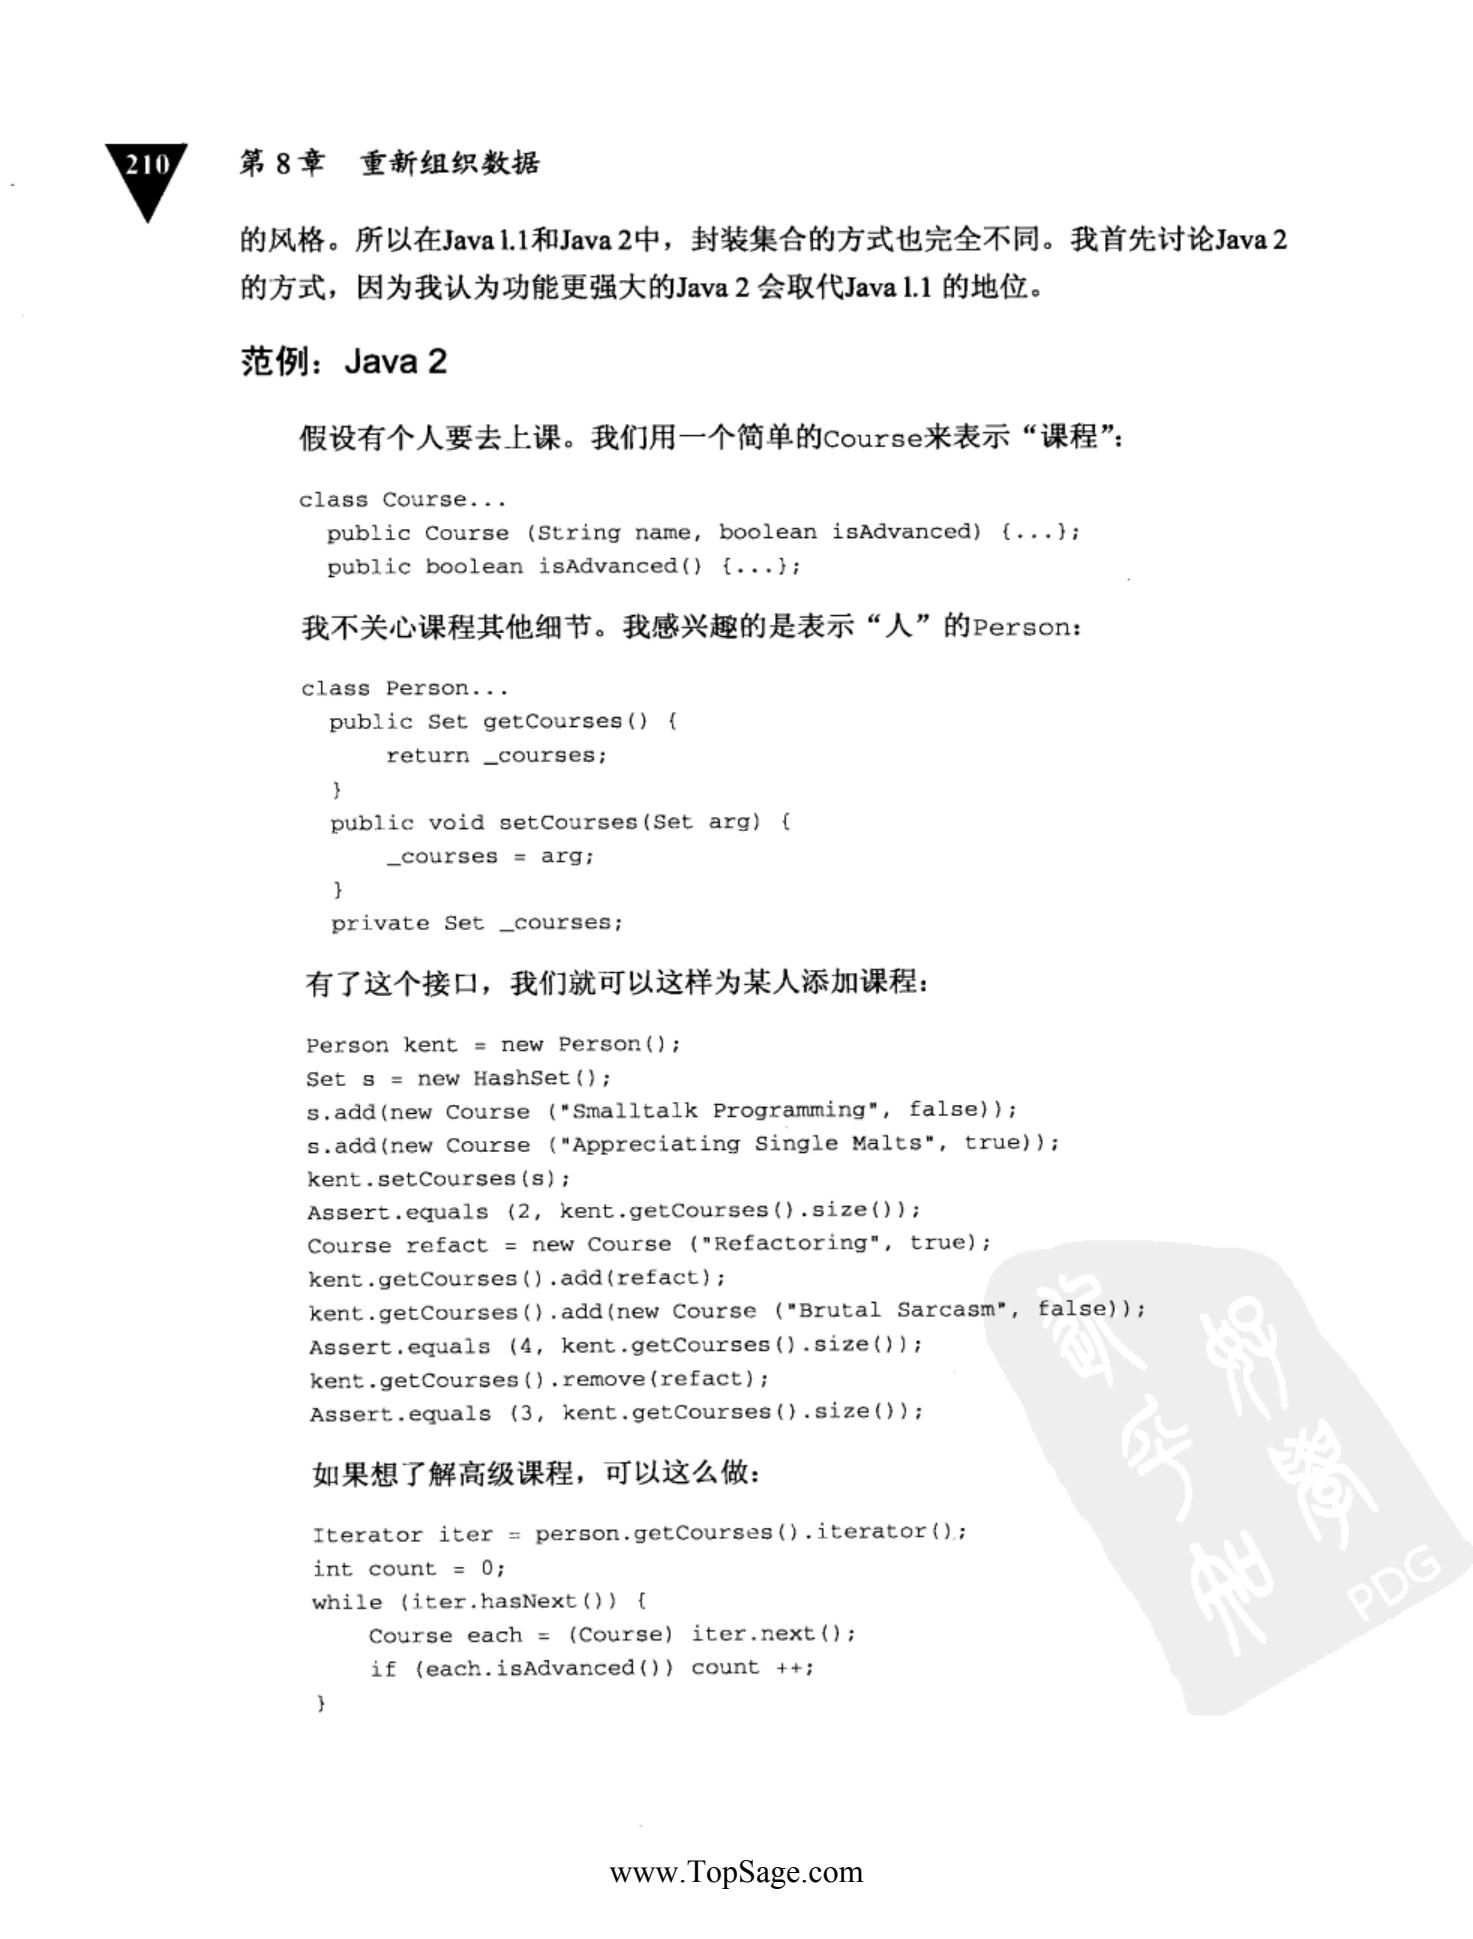 210
第 8 章 重新组织数据
的风格。所以在Java 1.1和Java 2中，封装集合的方式也完全不同。我首先讨论Java 2
的方式，因为我认为功能更强大的Java 2 会取代Java 1.1 的地位。
范例：Java 2
假设有个人要去上课。我们用一个简单的Course来表示“课程”：
class Course...
  public Course (String name, boolean isAdvanced) {...};
  public boolean isAdvanced() {...};
我不关心课程其他细节。我感兴趣的是表示“人”的Person：
class Person...
  public Set getCourses() {
      return _courses;
  }
  public void setCourses(Set arg) {
      _courses = arg;
  }
  private Set _courses;
有了这个接口，我们就可以这样为某人添加课程：
Person kent = new Person();
Set s = new HashSet();
s.add(new Course ("Smalltalk Programming", false));
s.add(new Course ("Appreciating Single Malts", true));
kent.setCourses(s);
Assert.equals (2, kent.getCourses().size());
Course refact = new Course ("Refactoring", true);
kent.getCourses().add(refact);
kent.getCourses().add(new Course ("Brutal Sarcasm", false));
Assert.equals (4, kent.getCourses().size());
kent.getCourses().remove(refact);
Assert.equals (3, kent.getCourses().size());
如果想了解高级课程，可以这么做：
Iterator iter = person.getCourses().iterator();
int count = 0;
while (iter.hasNext()) {
    Course each = (Course) iter.next();
    if (each.isAdvanced()) count ++;
}
PDG
www.TopSage.com